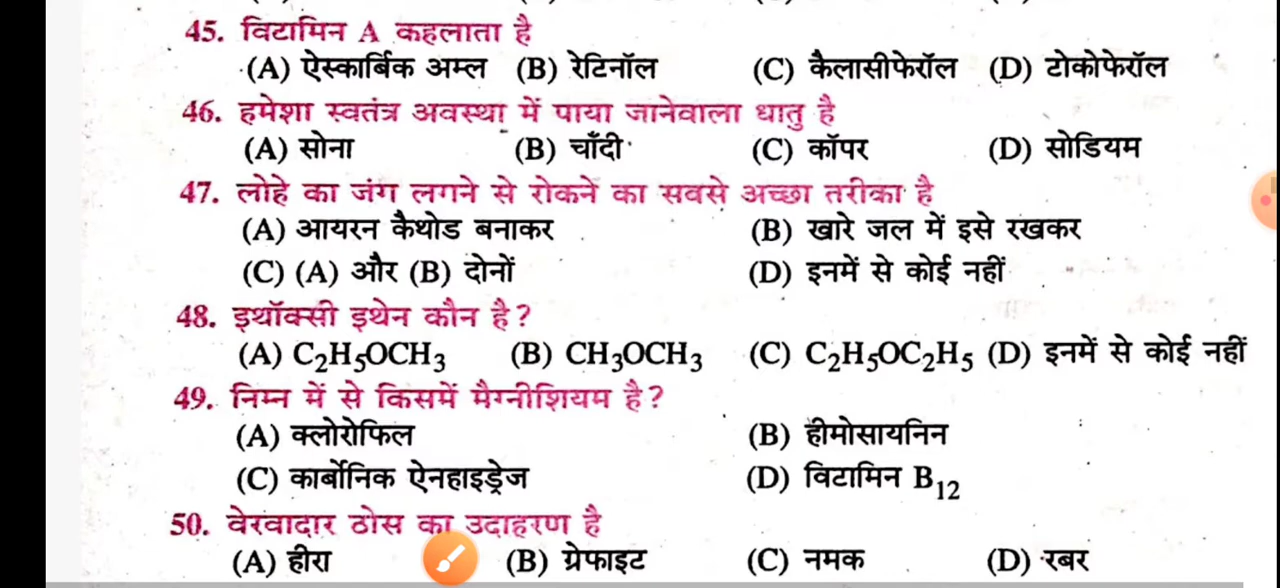 45. विटामिन A कहलाता है
(A) ऐस्कार्बिक अम्ल (B) रेटिनॉल (C) कैलासीफेरॉल (D) टोकोफेरॉल
46. हमेशा स्वतंत्र अवस्था में पाया जानेवाला धातु है
(A) सोना (B) चाँदी (C) कॉपर (D) सोडियम
47. लोहे का जंग लगने से रोकने का सबसे अच्छा तरीका है
(A) आयरन कैथोड बनाकर (B) खारे जल में इसे रखकर
(C) (A) और (B) दोनों (D) इनमें से कोई नहीं
48. इथॉक्सी इथेन कौन है?
(A) C₂H₅OCH₃ (B) CH₃OCH₃ (C) C₂H₅OC₂H₅ (D) इनमें से कोई नहीं
49. निम्न में से किसमें मैग्नीशियम है?
(A) क्लोरोफिल (B) हीमोसायनिन
(C) कार्बोनिक ऐनहाइड्रेज (D) विटामिन B₁₂
50. वेरवादार ठोस का उदाहरण है
(A) हीरा (B) ग्रेफाइट (C) नमक (D) रबर